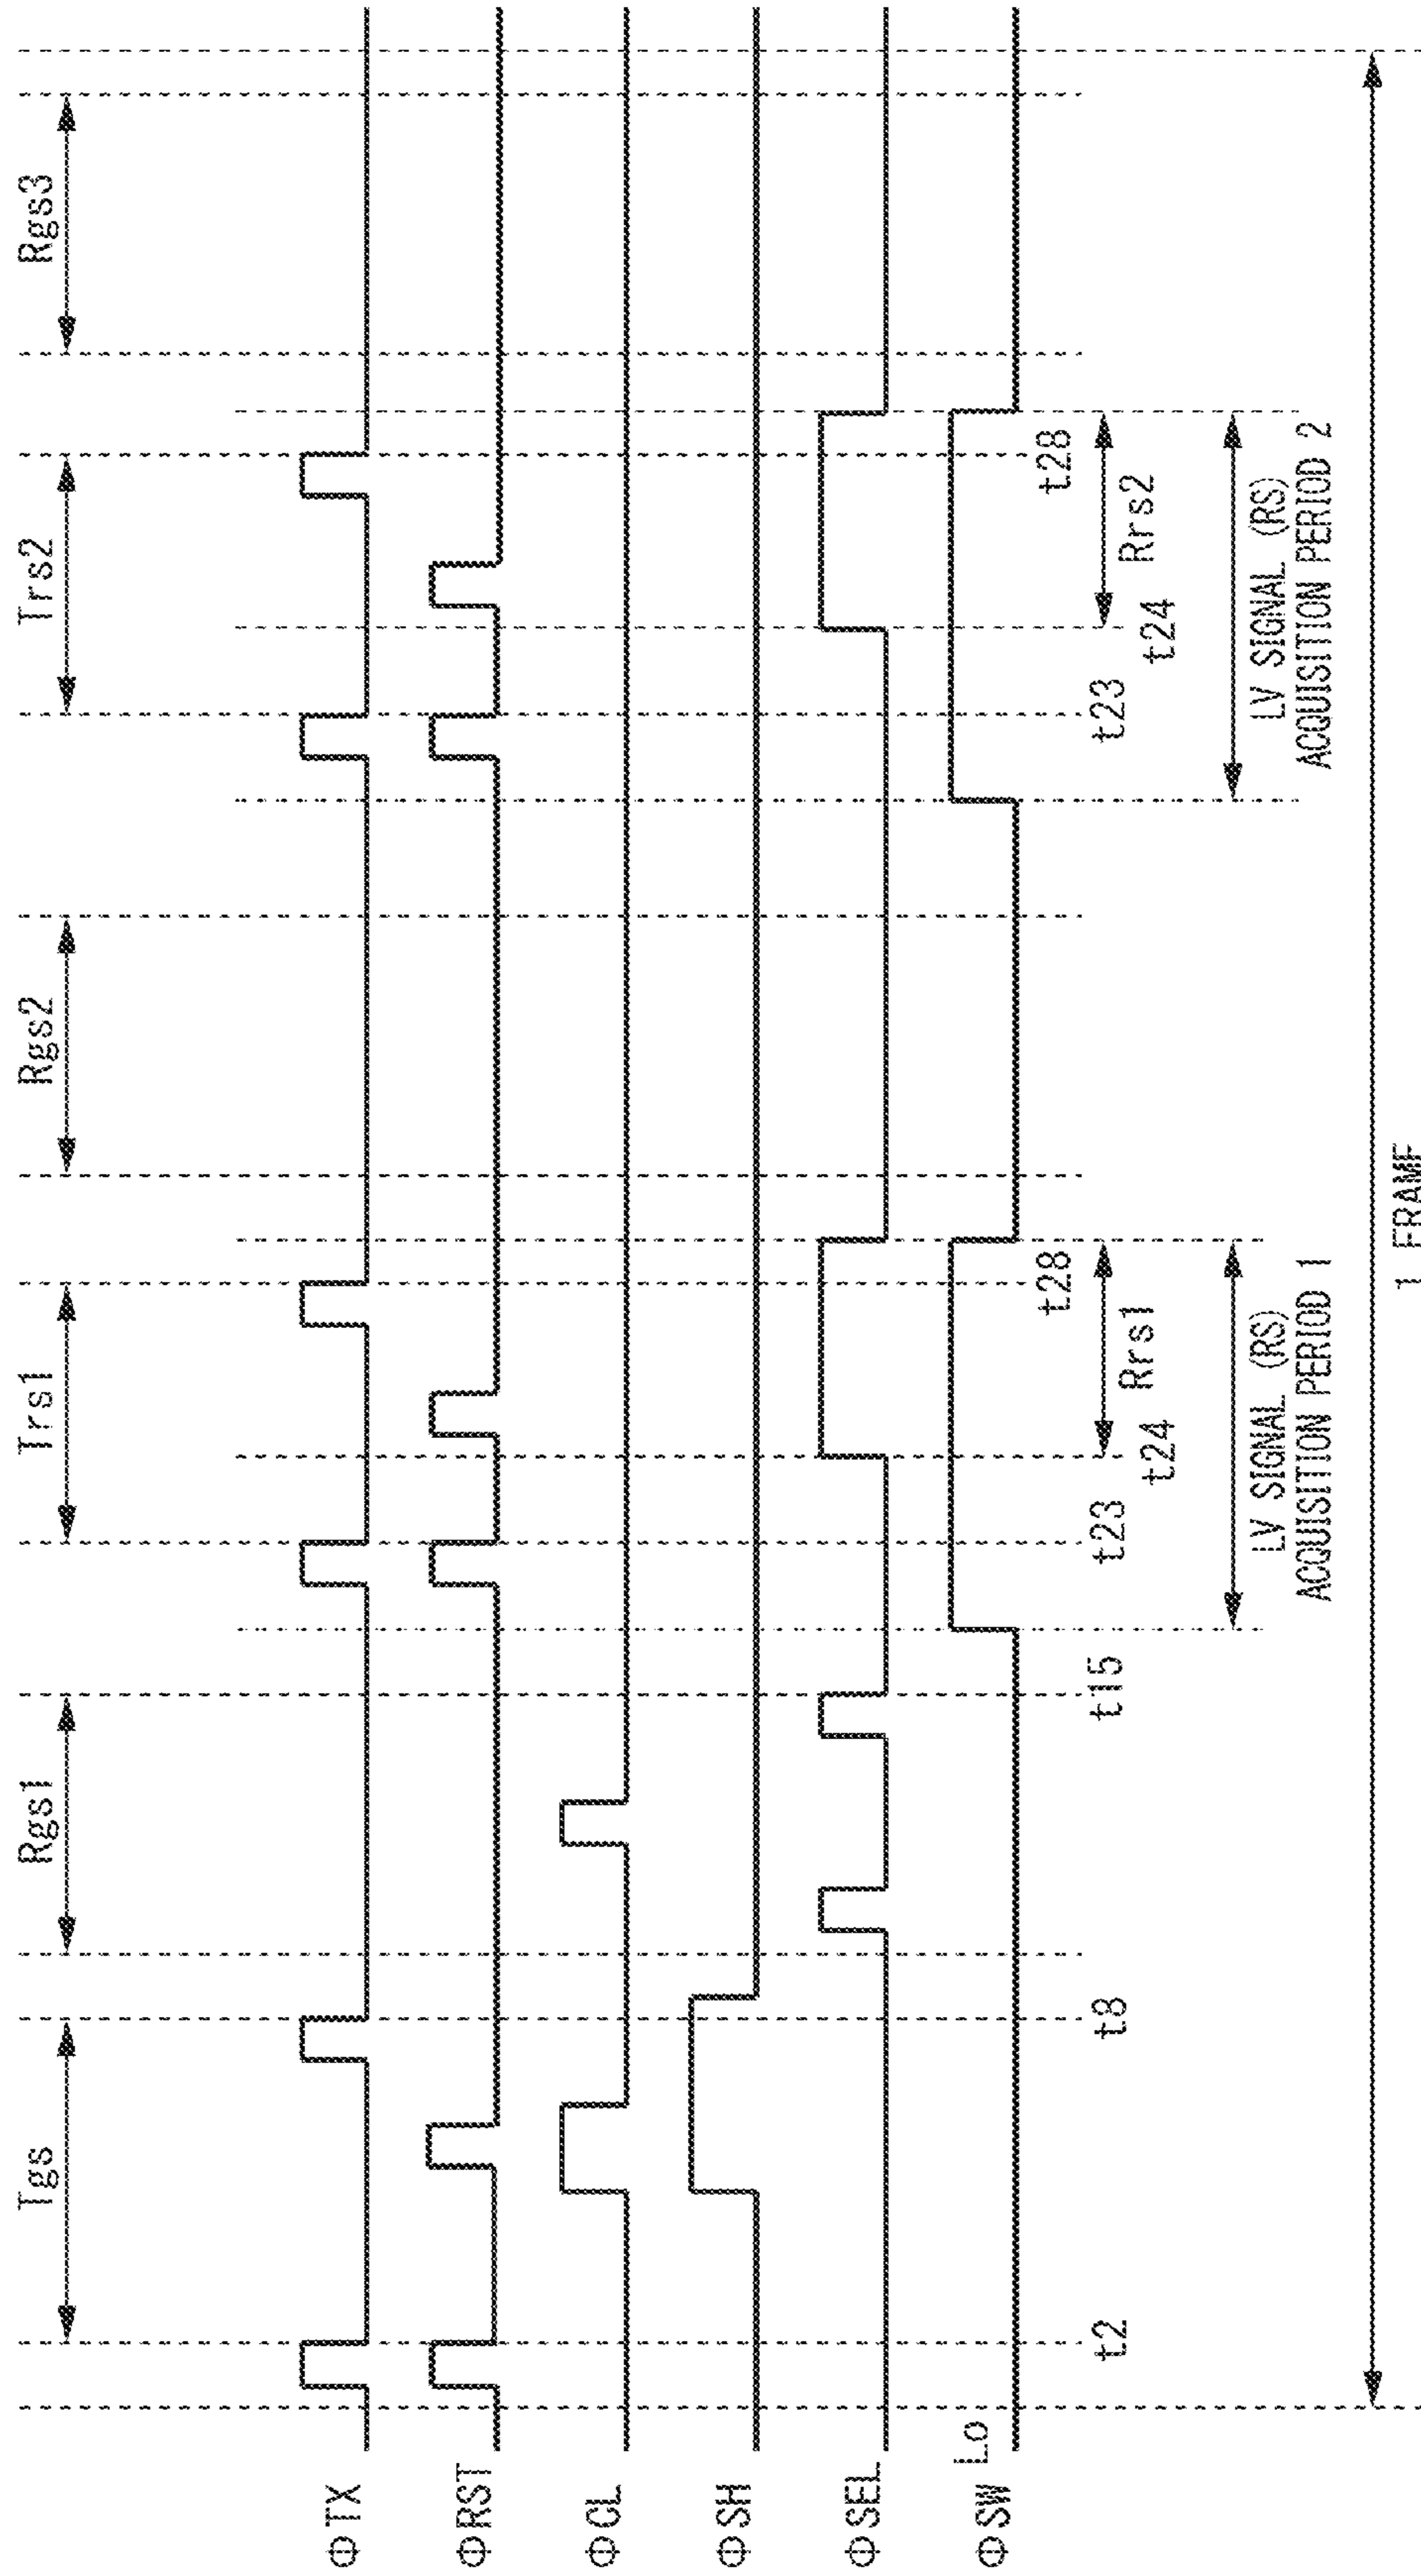 Tgs
Rgs1
Trs1
Rgs2
Trs2
Rgs3
ΦTX
ΦRST
ΦCL
ΦSH
ΦSEL
ΦSW
Lo
t2
t8
t15
t23
t24
t28
t23
t24
t28
Rrs1
Rrs2
LV SIGNAL (RS)
ACQUISITION PERIOD 1
LV SIGNAL (RS)
ACQUISITION PERIOD 2
1 FRAME